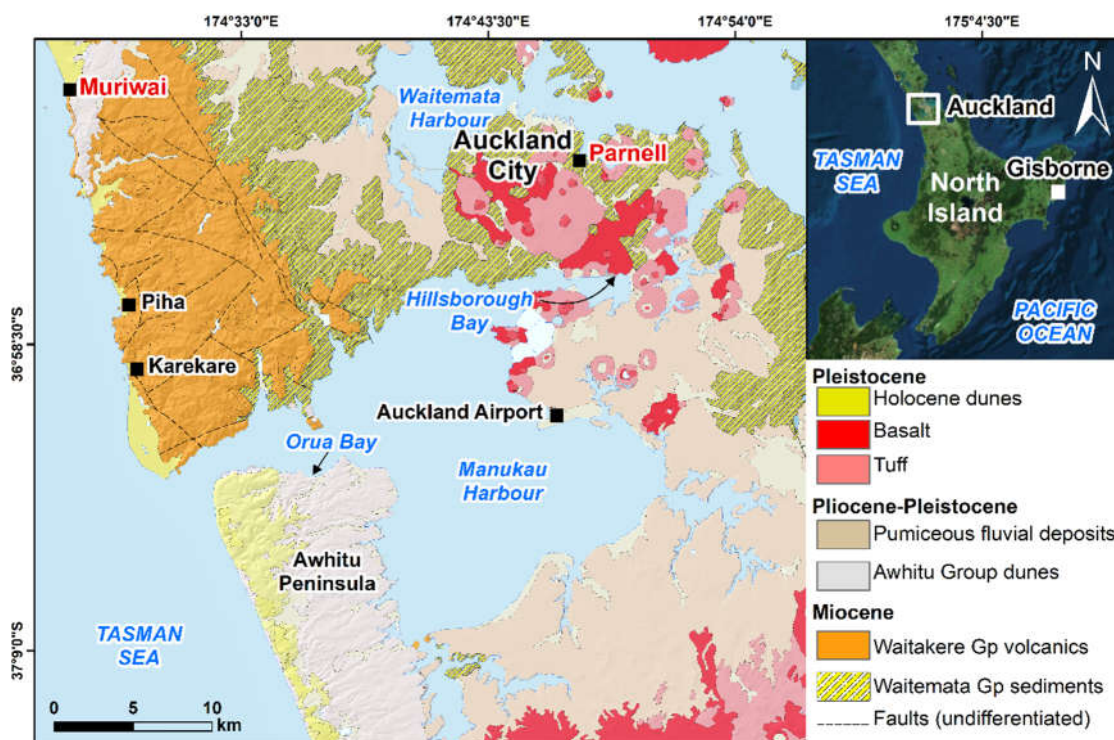 174°33'0"E
174°43'30"E
174°54'0"E
175°4'30"E
36°58'30"S
37°9'0"S
Muriwai
Waitemata
Harbour
Auckland
City
Parnell
Piha
Karekare
Hillsborough
Bay
Auckland Airport
Orua Bay
Manukau
Harbour
Awhitu
Peninsula
TASMAN
SEA
0 5 10
km
N
Auckland
TASMAN
SEA
Gisborne
North
Island
PACIFIC
OCEAN
Pleistocene
Holocene dunes
Basalt
Tuff
Pliocene-Pleistocene
Pumiceous fluvial deposits
Awhitu Group dunes
Miocene
Waitakere Gp volcanics
Waitemata Gp sediments
Faults (undifferentiated)